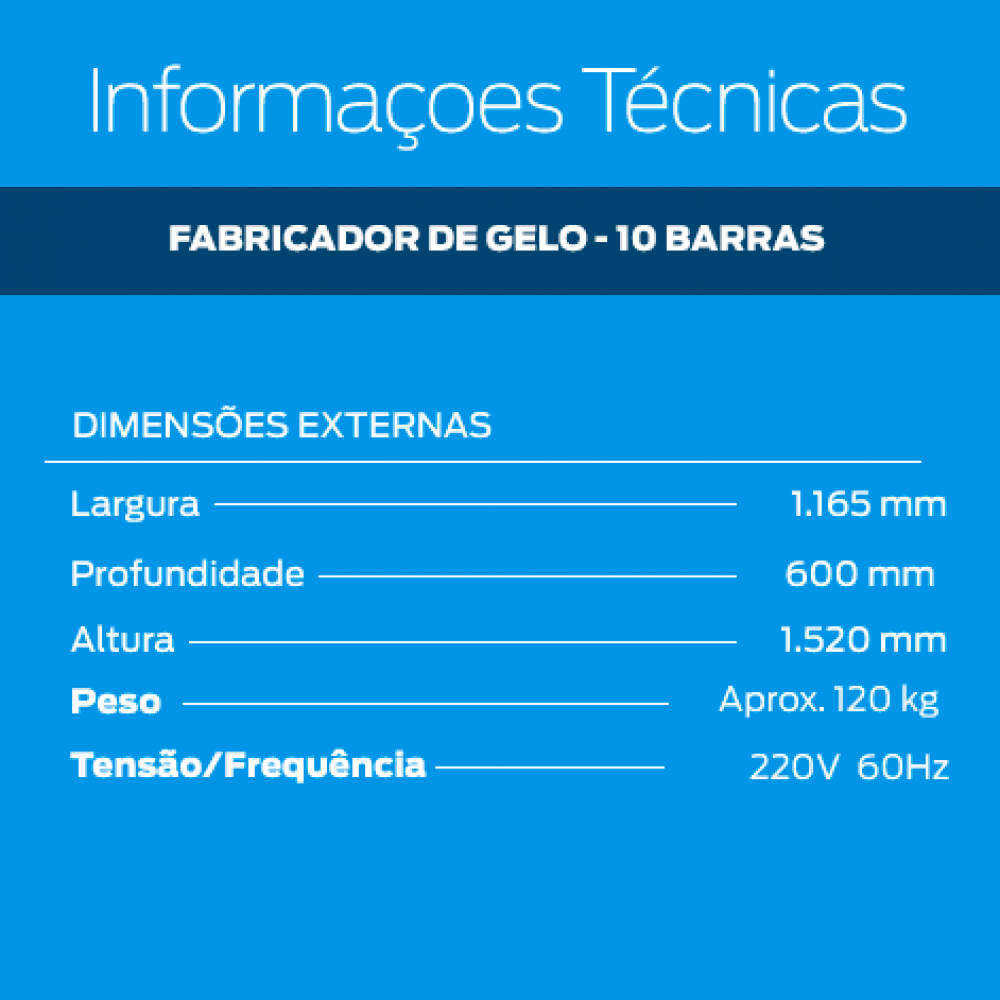 Informaçoes Técnicas
FABRICADOR DE GELO - 10 BARRAS
DIMENSÕES EXTERNAS
Largura 1.165 mm
Profundidade 600 mm
Altura 1.520 mm
Peso Aprox. 120 kg
Tensão/Frequência 220V 60Hz